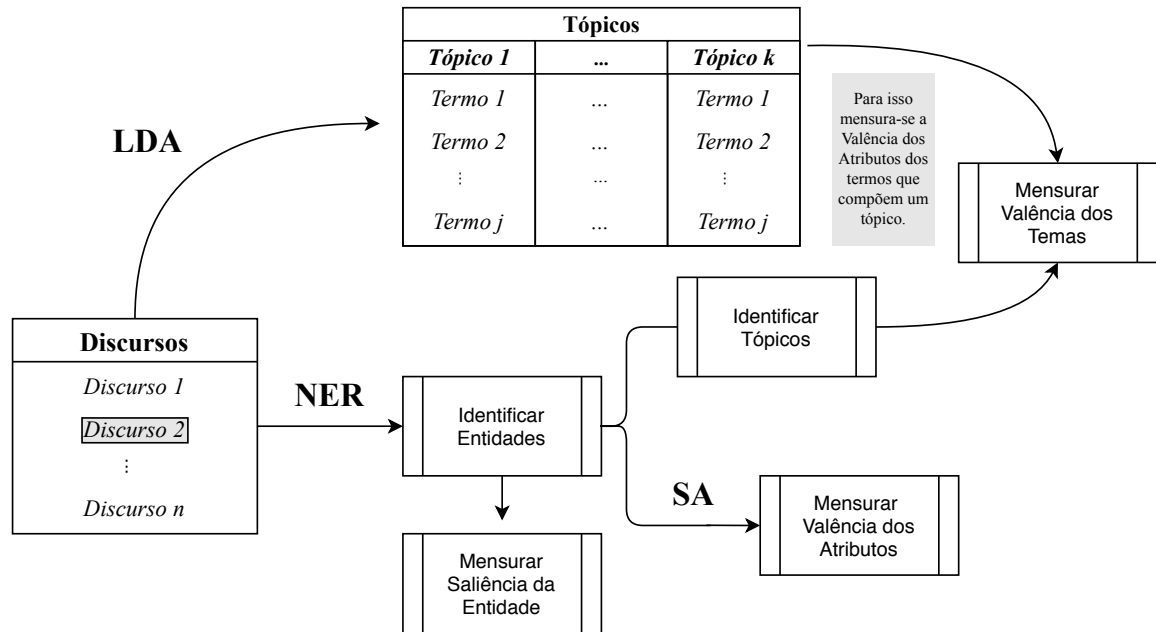 Tópicos
Tópico 1 ... Tópico k
Termo 1 ... Termo 1
Termo 2 ... Termo 2
⋮ ... ⋮
Termo j ... Termo j
Para isso
mensura-se a
Valência dos
Atributos dos
termos que
compõem um
tópico.
LDA
Mensurar
Valência dos
Temas
Identificar
Tópicos
Discursos
Discurso 1
Discurso 2
⋮
Discurso n
NER
Identificar
Entidades
SA
Mensurar
Valência dos
Atributos
Mensurar
Saliência da
Entidade